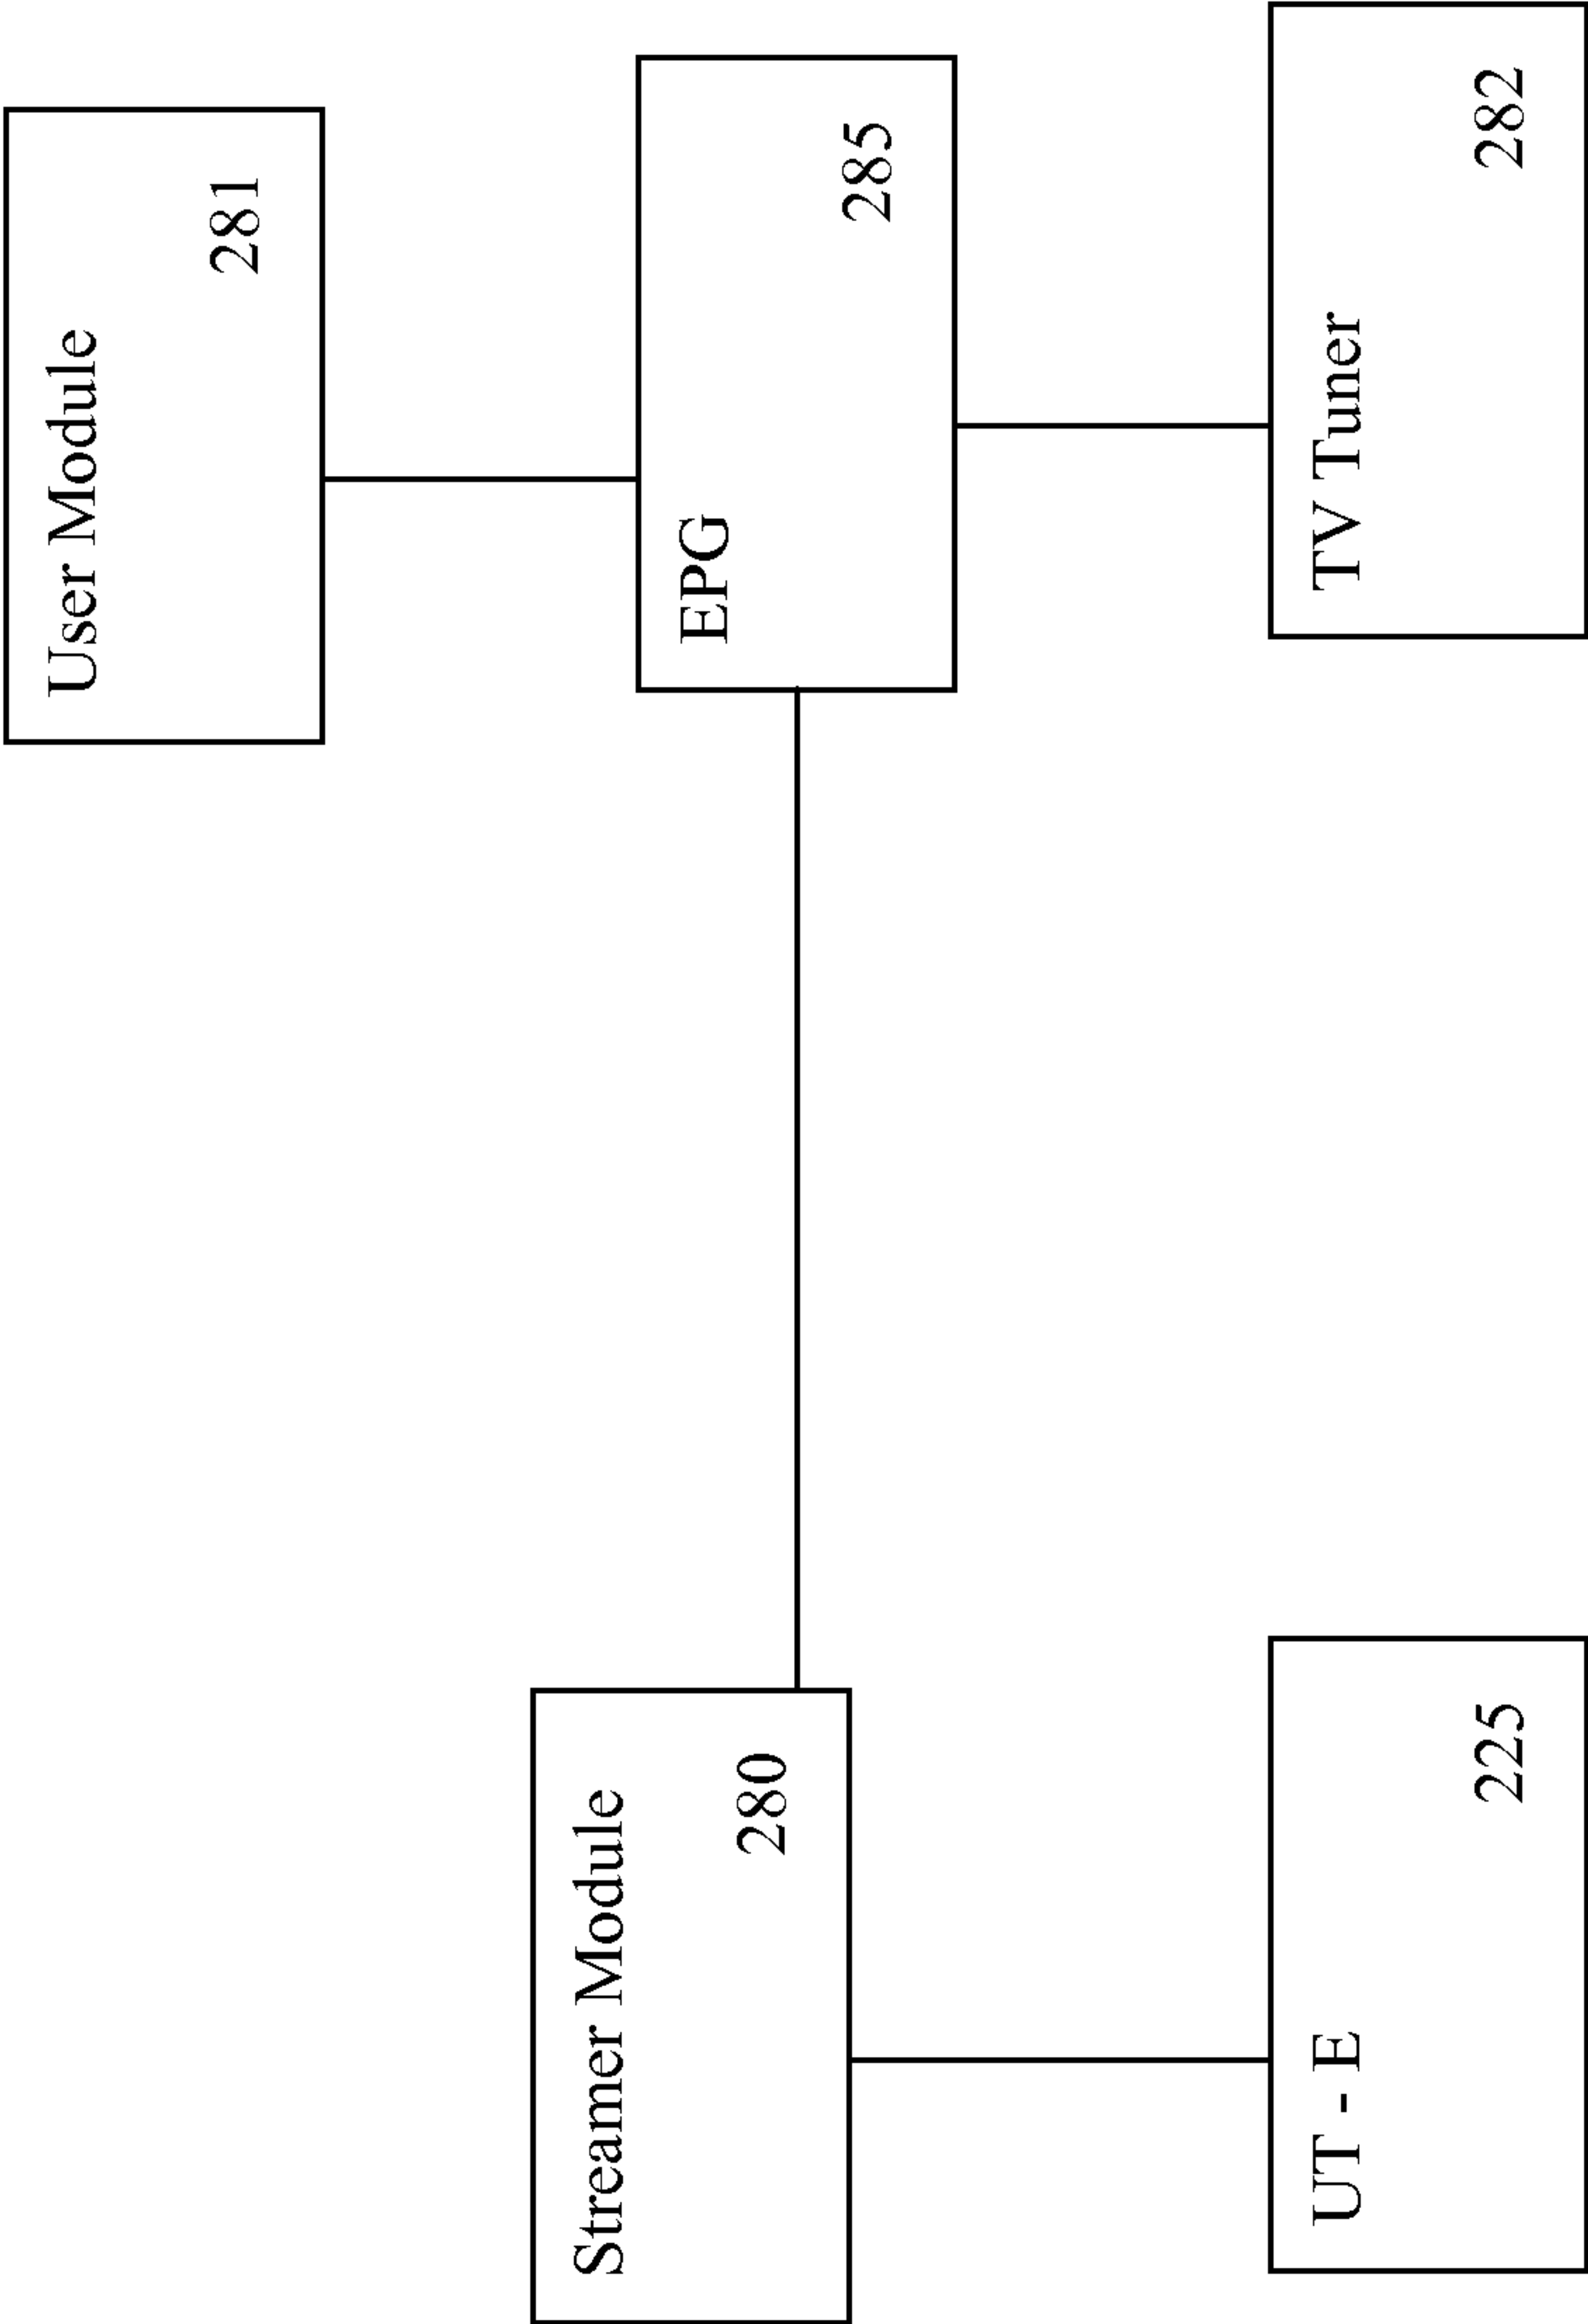 User Module
281
Streamer Module
280
EPG
285
UT - E
225
TV Tuner
282